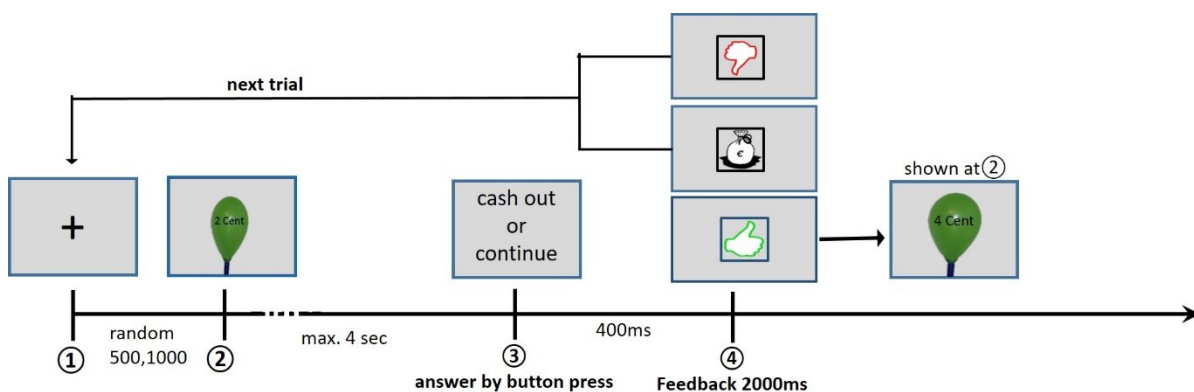 next trial
+
2 Cent
cash out
or
continue
€
shown at ②
4 Cent
random
500,1000
max. 4 sec
400ms
①
②
③
④
answer by button press
Feedback 2000ms